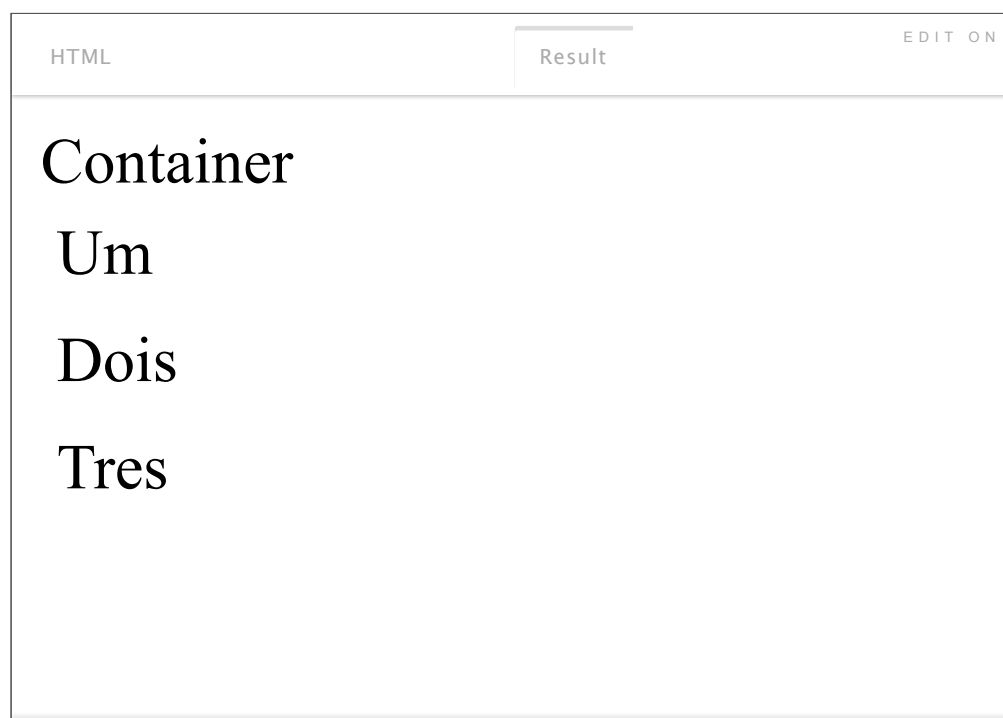 HTML
Result
EDIT ON
Container
Um
Dois
Tres